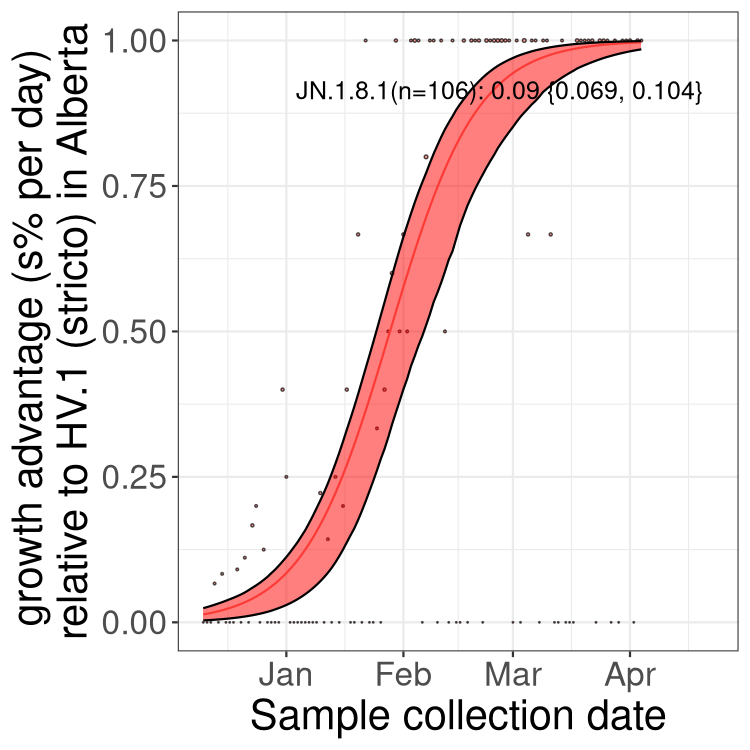 growth advantage (s% per day)
relative to HV.1 (stricto) in Alberta
1.00
0.75
0.50
0.25
0.00
JN.1.8.1(n=106): 0.09 {0.069, 0.104}
Jan Feb Mar Apr
Sample collection date